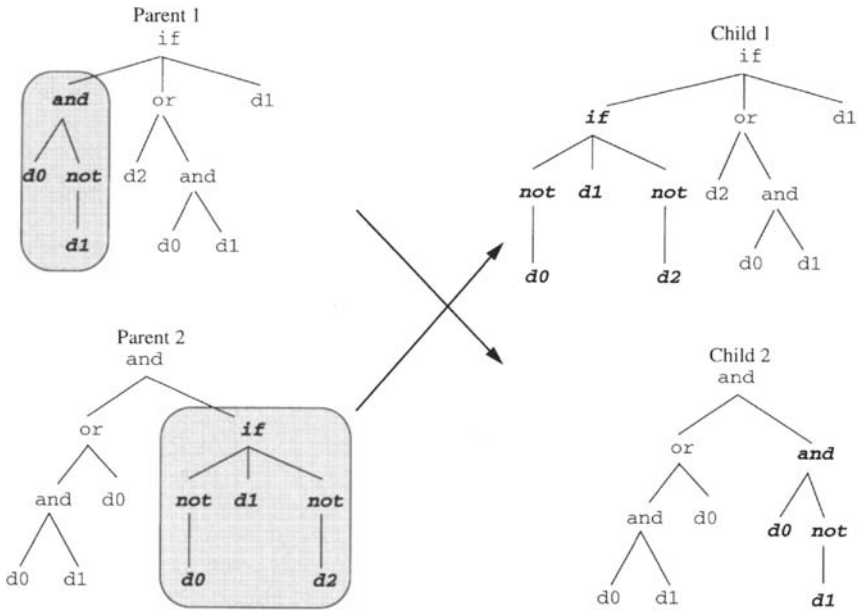 Parent 1
if
and or d1
d0 not d2 and
d1 d0 d1
Parent 2
and
or if
and d0 not d1 not
d0 d1 d0 d2
Child 1
if
if or d1
not d1 not d2 and
d0 d2 d0 d1
Child 2
and
or and
and d0 d0 not
d0 d1 d1